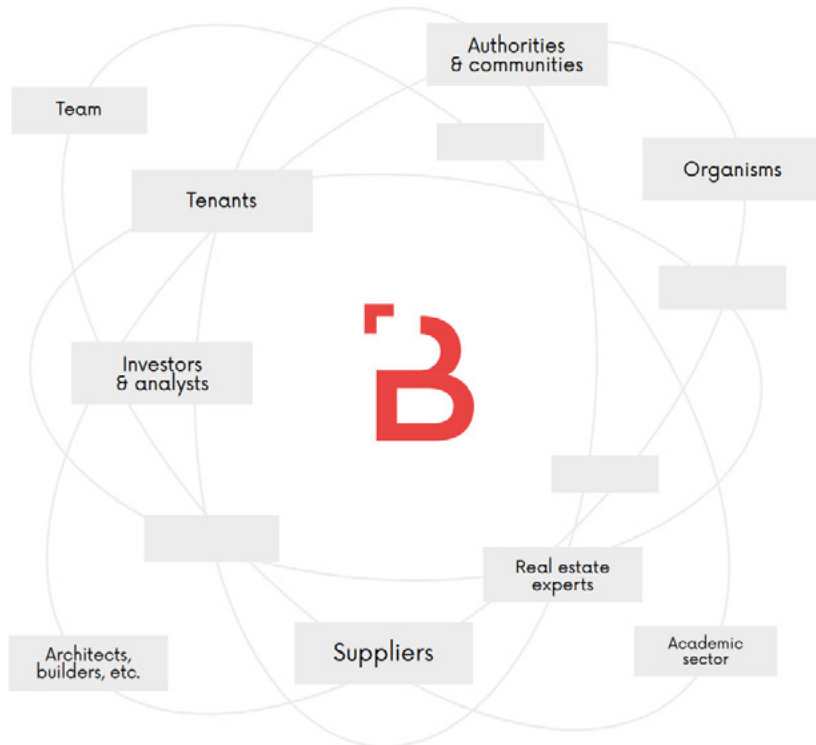 Authorities
& communities
Team
Organisms
Tenants
Investors
& analysts
B
Real estate
experts
Suppliers
Architects,
builders, etc.
Academic
sector